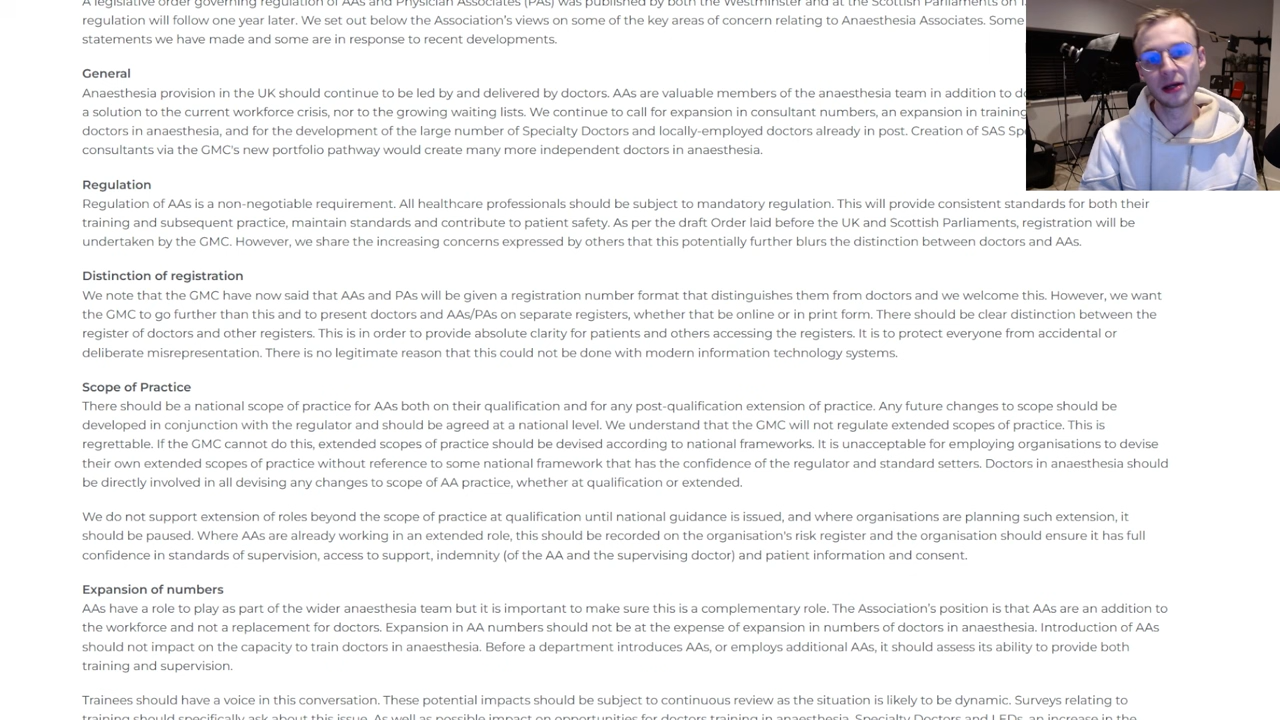 A legislative order governing regulation of AAs and Physician Associates (PAs) was published by both the Westminster and at the Scottish Parliaments on
regulation will follow one year later. We set out below the Association's views on some of the key areas of concern relating to Anaesthesia Associates. Some
statements we have made and some are in response to recent developments.
General
Anaesthesia provision in the UK should continue to be led by and delivered by doctors. AAs are valuable members of the anaesthesia team in addition to
a solution to the current workforce crisis, nor to the growing waiting lists. We continue to call for expansion in consultant numbers, an expansion in training
doctors in anaesthesia, and for the development of the large number of Specialty Doctors and locally-employed doctors already in post. Creation of SAS
consultants via the GMC's new portfolio pathway would create many more independent doctors in anaesthesia.
Regulation
Regulation of AAs is a non-negotiable requirement. All healthcare professionals should be subject to mandatory regulation. This will provide consistent standards for both their
training and subsequent practice, maintain standards and contribute to patient safety. As per the draft Order laid before the UK and Scottish Parliaments, registration will be
undertaken by the GMC. However, we share the increasing concerns expressed by others that this potentially further blurs the distinction between doctors and AAs.
Distinction of registration
We note that the GMC have now said that AAs and PAs will be given a registration number format that distinguishes them from doctors and we welcome this. However, we want
the GMC to go further than this and to present doctors and AAs/PAs on separate registers, whether that be online or in print form. There should be clear distinction between the
register of doctors and other registers. This is in order to provide absolute clarity for patients and others accessing the registers. It is to protect everyone from accidental or
deliberate misrepresentation. There is no legitimate reason that this could not be done with modern information technology systems.
Scope of Practice
There should be a national scope of practice for AAs both on their qualification and for any post-qualification extension of practice. Any future changes to scope should be
developed in conjunction with the regulator and should be agreed at a national level. We understand that the GMC will not regulate extended scopes of practice. This is
regrettable. If the GMC cannot do this, extended scopes of practice should be devised according to national frameworks. It is unacceptable for employing organisations to devise
their own extended scopes of practice without reference to some national framework that has the confidence of the regulator and standard setters. Doctors in anaesthesia should
be directly involved in all devising any changes to scope of AA practice, whether at qualification or extended.
We do not support extension of roles beyond the scope of practice at qualification until national guidance is issued, and where organisations are planning such extension, it
should be paused. Where AAs are already working in an extended role, this should be recorded on the organisation's risk register and the organisation should ensure it has full
confidence in standards of supervision, access to support, indemnity (of the AA and the supervising doctor) and patient information and consent.
Expansion of numbers
AAs have a role to play as part of the wider anaesthesia team but it is important to make sure this is a complementary role. The Association's position is that AAs are an addition to
the workforce and not a replacement for doctors. Expansion in AA numbers should not be at the expense of expansion in numbers of doctors in anaesthesia. Introduction of AAs
should not impact on the capacity to train doctors in anaesthesia. Before a department introduces AAs, or employs additional AAs, it should assess its ability to provide both
training and supervision.
Trainees should have a voice in this conversation. These potential impacts should be subject to continuous review as the situation is likely to be dynamic. Surveys relating to
training should specifically ask about this issue. As well as possible impact on opportunities for doctors training in anaesthesia, Specialty Doctors and LEDs, an increase in the